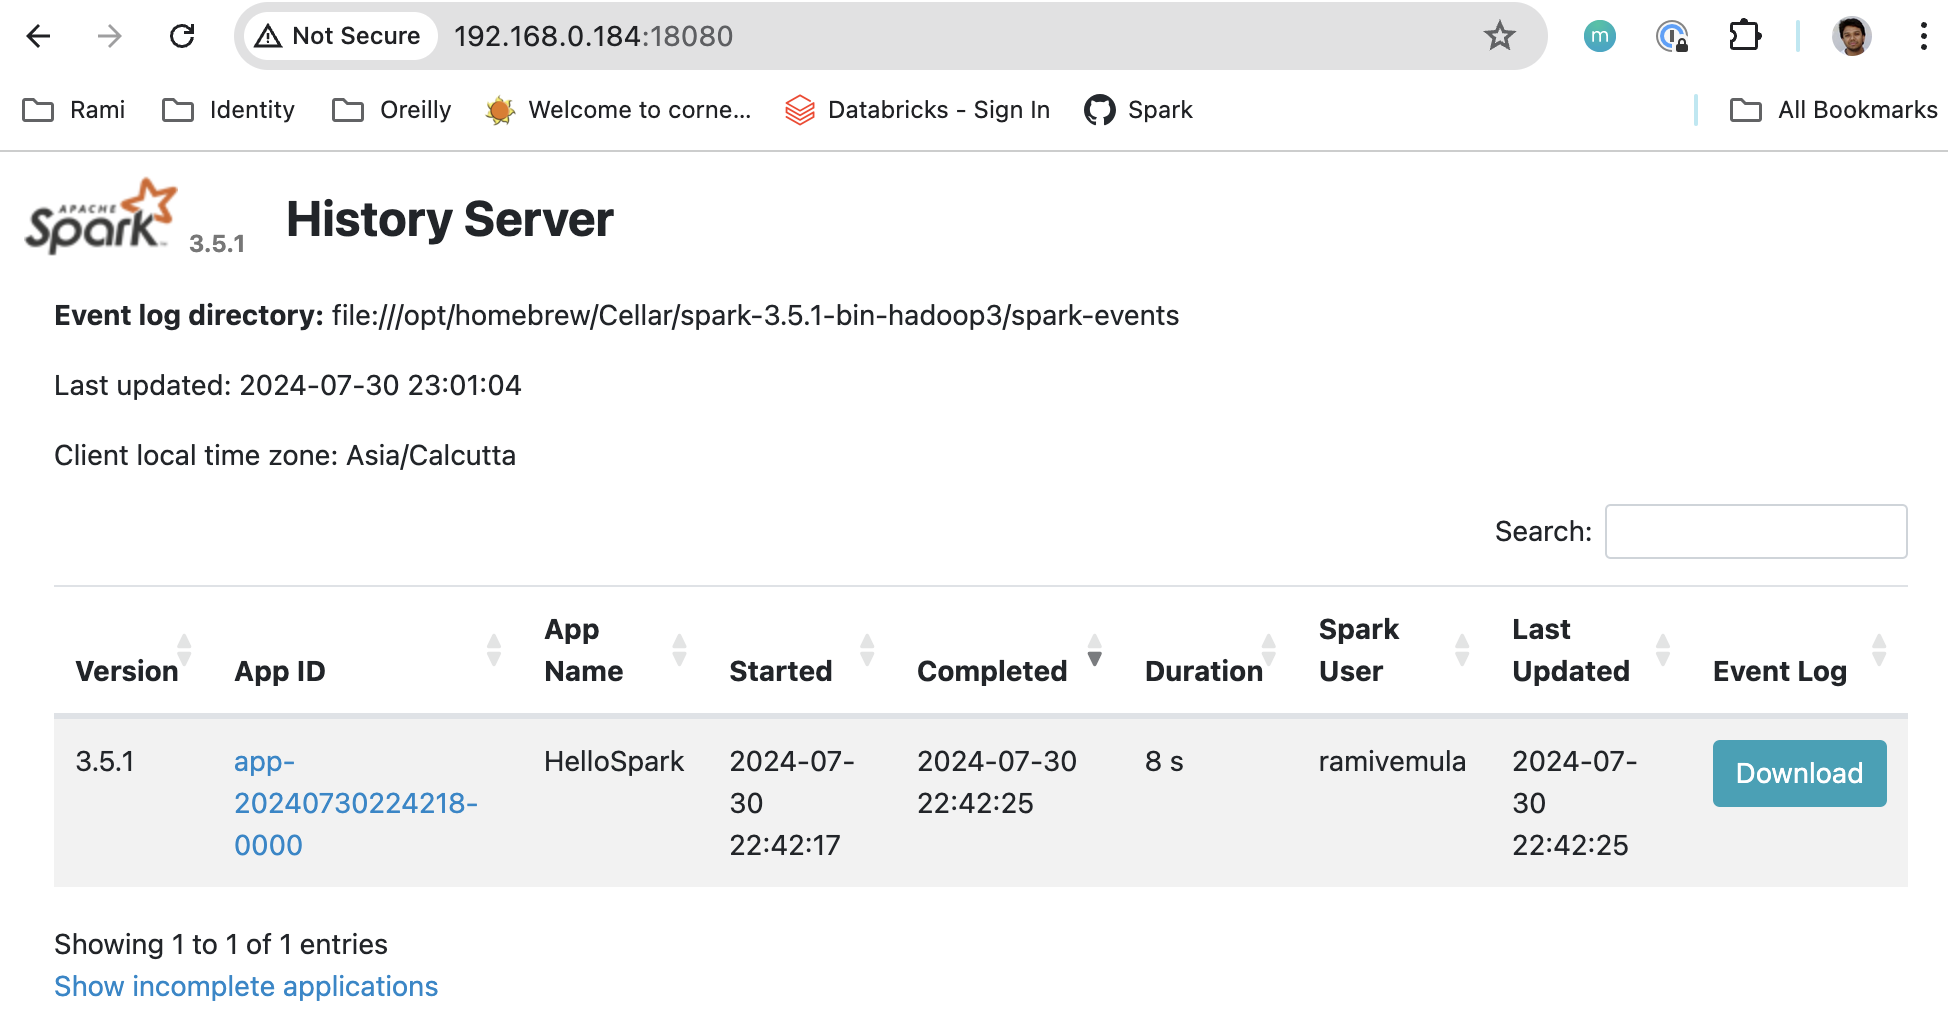 Not Secure 192.168.0.184:18080 m
Rami Identity Oreilly Welcome to corne... Databricks - Sign In Spark All Bookmarks
APACHE
Spark™ 3.5.1 History Server
Event log directory: file:///opt/homebrew/Cellar/spark-3.5.1-bin-hadoop3/spark-events
Last updated: 2024-07-30 23:01:04
Client local time zone: Asia/Calcutta
Search:
App Spark Last
Version App ID Name Started Completed Duration User Updated Event Log
3.5.1 app- HelloSpark 2024-07- 2024-07-30 8 s ramivemula 2024-07- Download
20240730224218- 30 22:42:25 30
0000 22:42:17 22:42:25
Showing 1 to 1 of 1 entries
Show incomplete applications